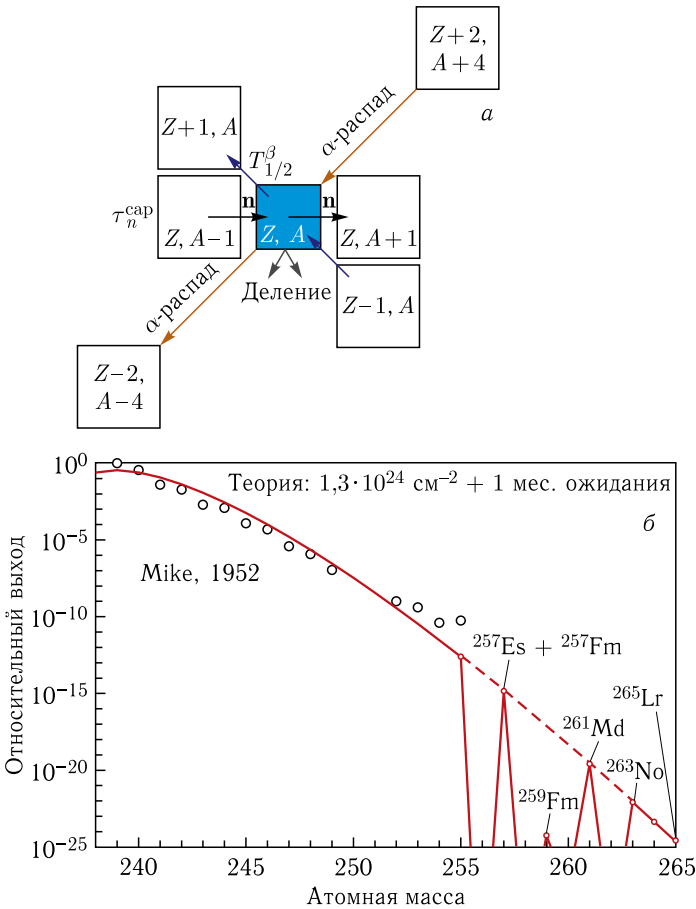 Z+2,
A+4
а
α-распад
Z+1, A
T^β_{1/2}
τ_n^{cap}
n
n
Z, A−1
Z, A
Z, A+1
α-распад
Деление
Z−1, A
Z−2,
A−4
10^0
Теория: 1,3·10^24 см^−2 + 1 мес. ожидания
б
10^−5
Mike, 1952
10^−10
^257Es + ^257Fm
10^−15
^265Lr
^261Md
10^−20
^263No
^259Fm
10^−25
Относительный выход
240
245
250
255
260
265
Атомная масса